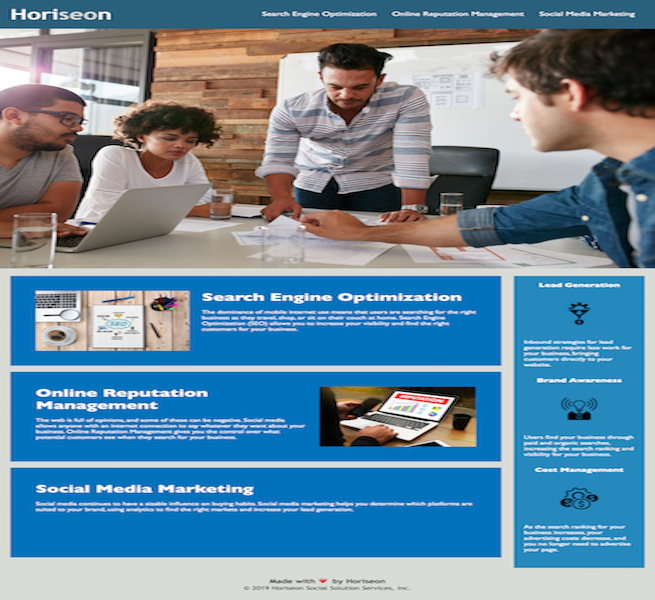 Horiseon
Search Engine Optimization
Online Reputation Management
Social Media Marketing
Search Engine Optimization
The dominance of mobile internet use means that users are searching for the right
business as they travel, shop, or sit on their couch at home. Search Engine
Optimization (SEO) allows you to increase your visibility and find the right
customers for your business.
SEO
Online Reputation
Management
The web is full of opinions, and some of these can be negative. Social media
allows anyone with an internet connection to say whatever they want about your
business. Online Reputation Management gives you the control over what
potential customers see when they search for your business.
REPUTATION
Social Media Marketing
Social media continues to have a sizable influence on buying habits. Social media marketing helps you determine which platforms are
suited to your brand, using analytics to find the right markets and increase your lead generation.
Lead Generation
Inbound strategies for lead
generation require less work for
your business, bringing
customers directly to your
website.
Brand Awareness
Users find your business through
paid and organic searches,
increasing the search ranking and
visibility for your business.
Cost Management
As the search ranking for your
business increases, your
advertising costs decrease, and
you no longer need to advertise
your page.
Made with ❤️ by Horiseon
© 2019 Horiseon Social Solution Services, Inc.